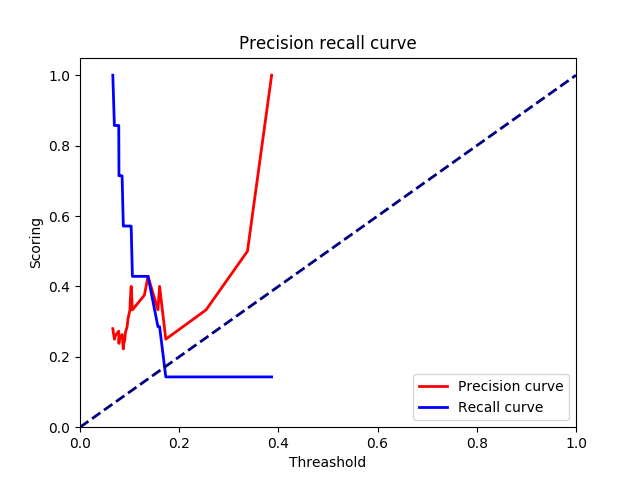 Precision recall curve
1.0
0.8
0.6
0.4
0.2
0.0
Scoring
0.0 0.2 0.4 0.6 0.8 1.0
Threashold
Precision curve
Recall curve